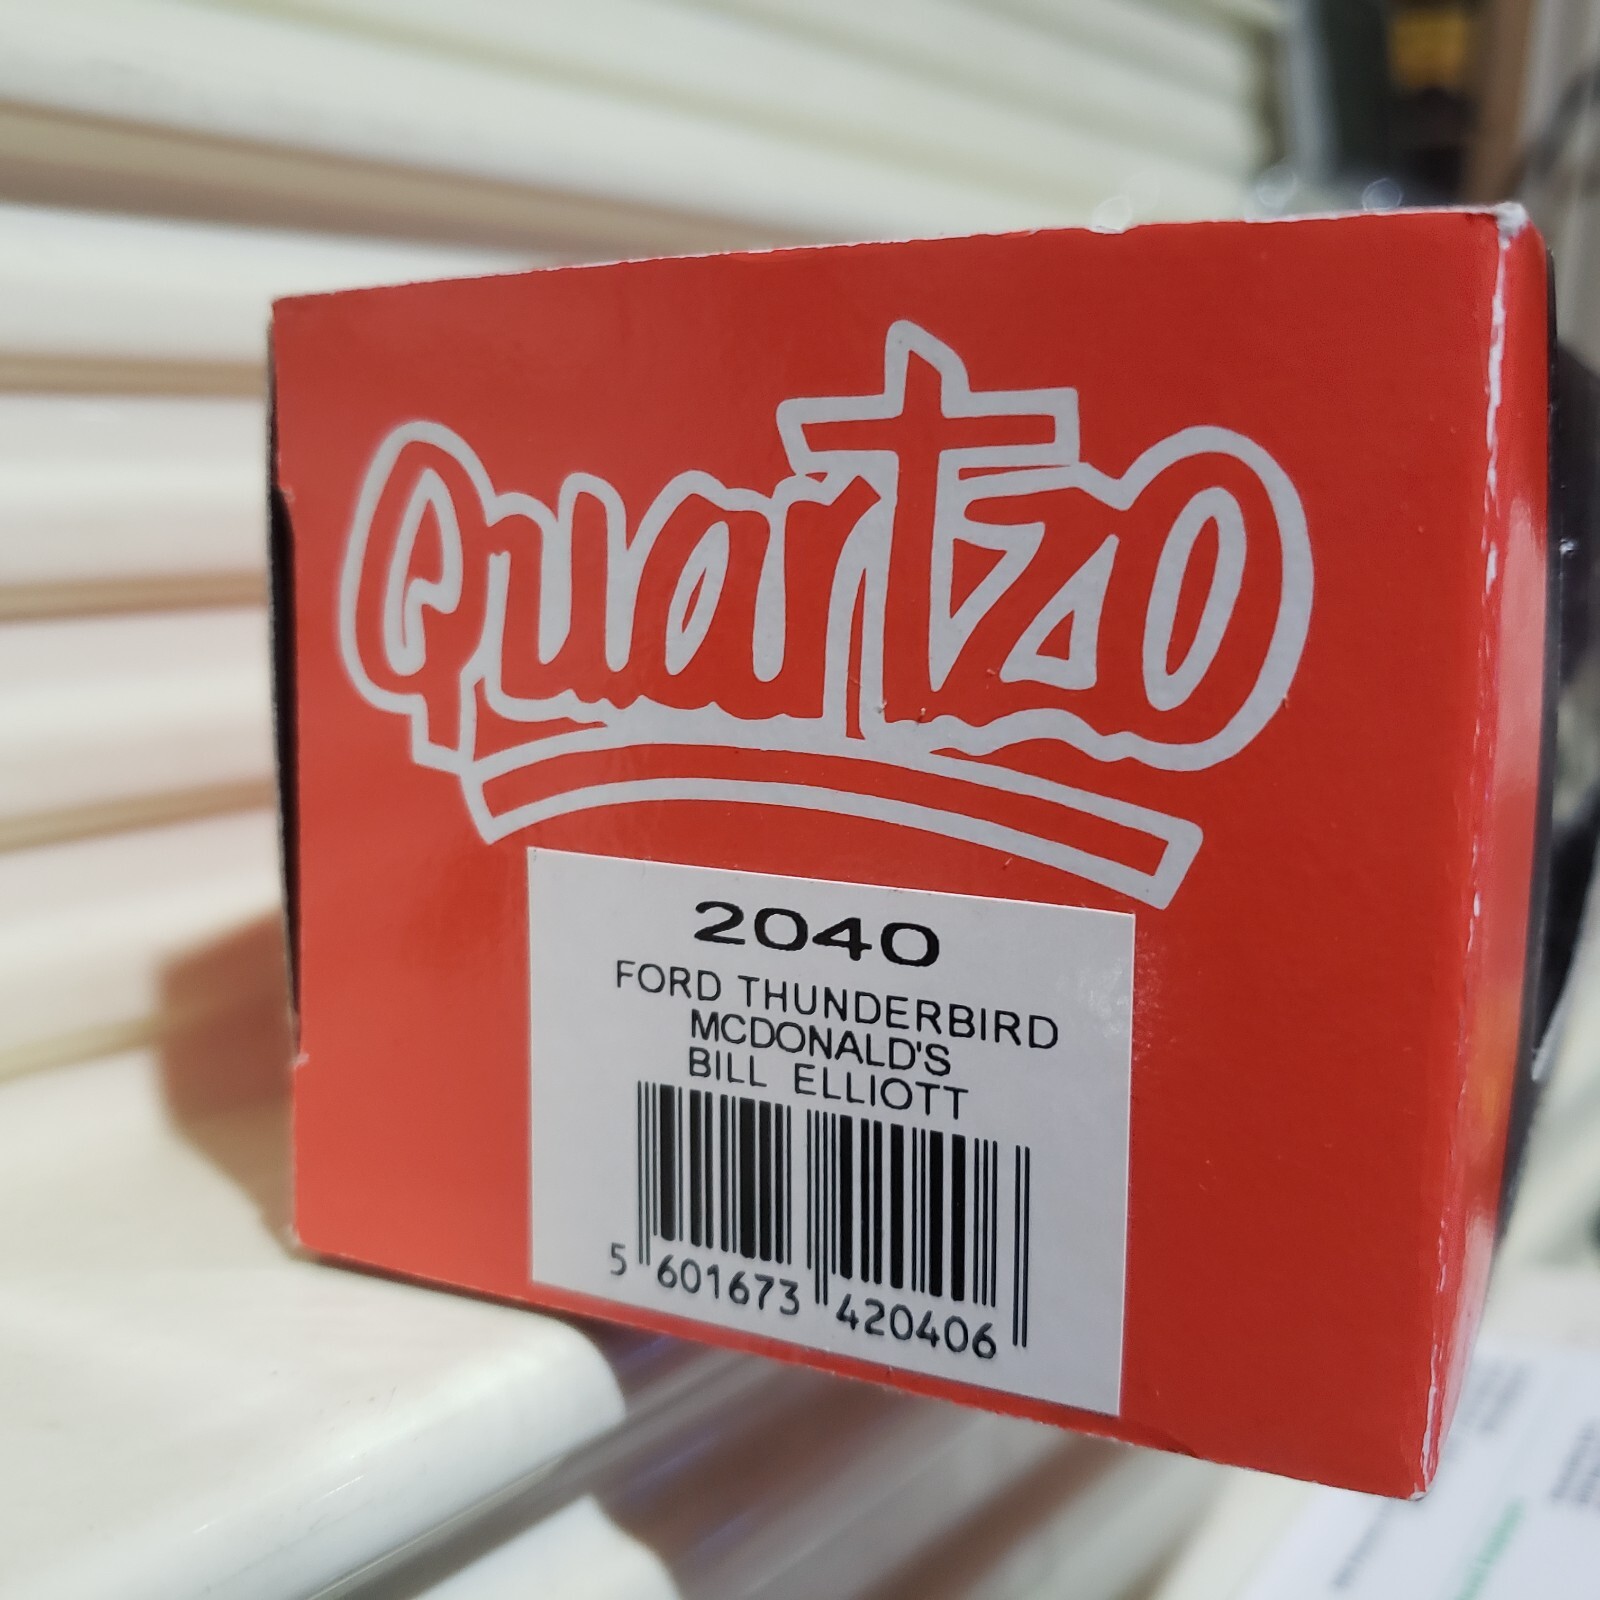 Quartzo
2040
FORD THUNDERBIRD
MCDONALD'S
BILL ELLIOTT
5 601673 420406